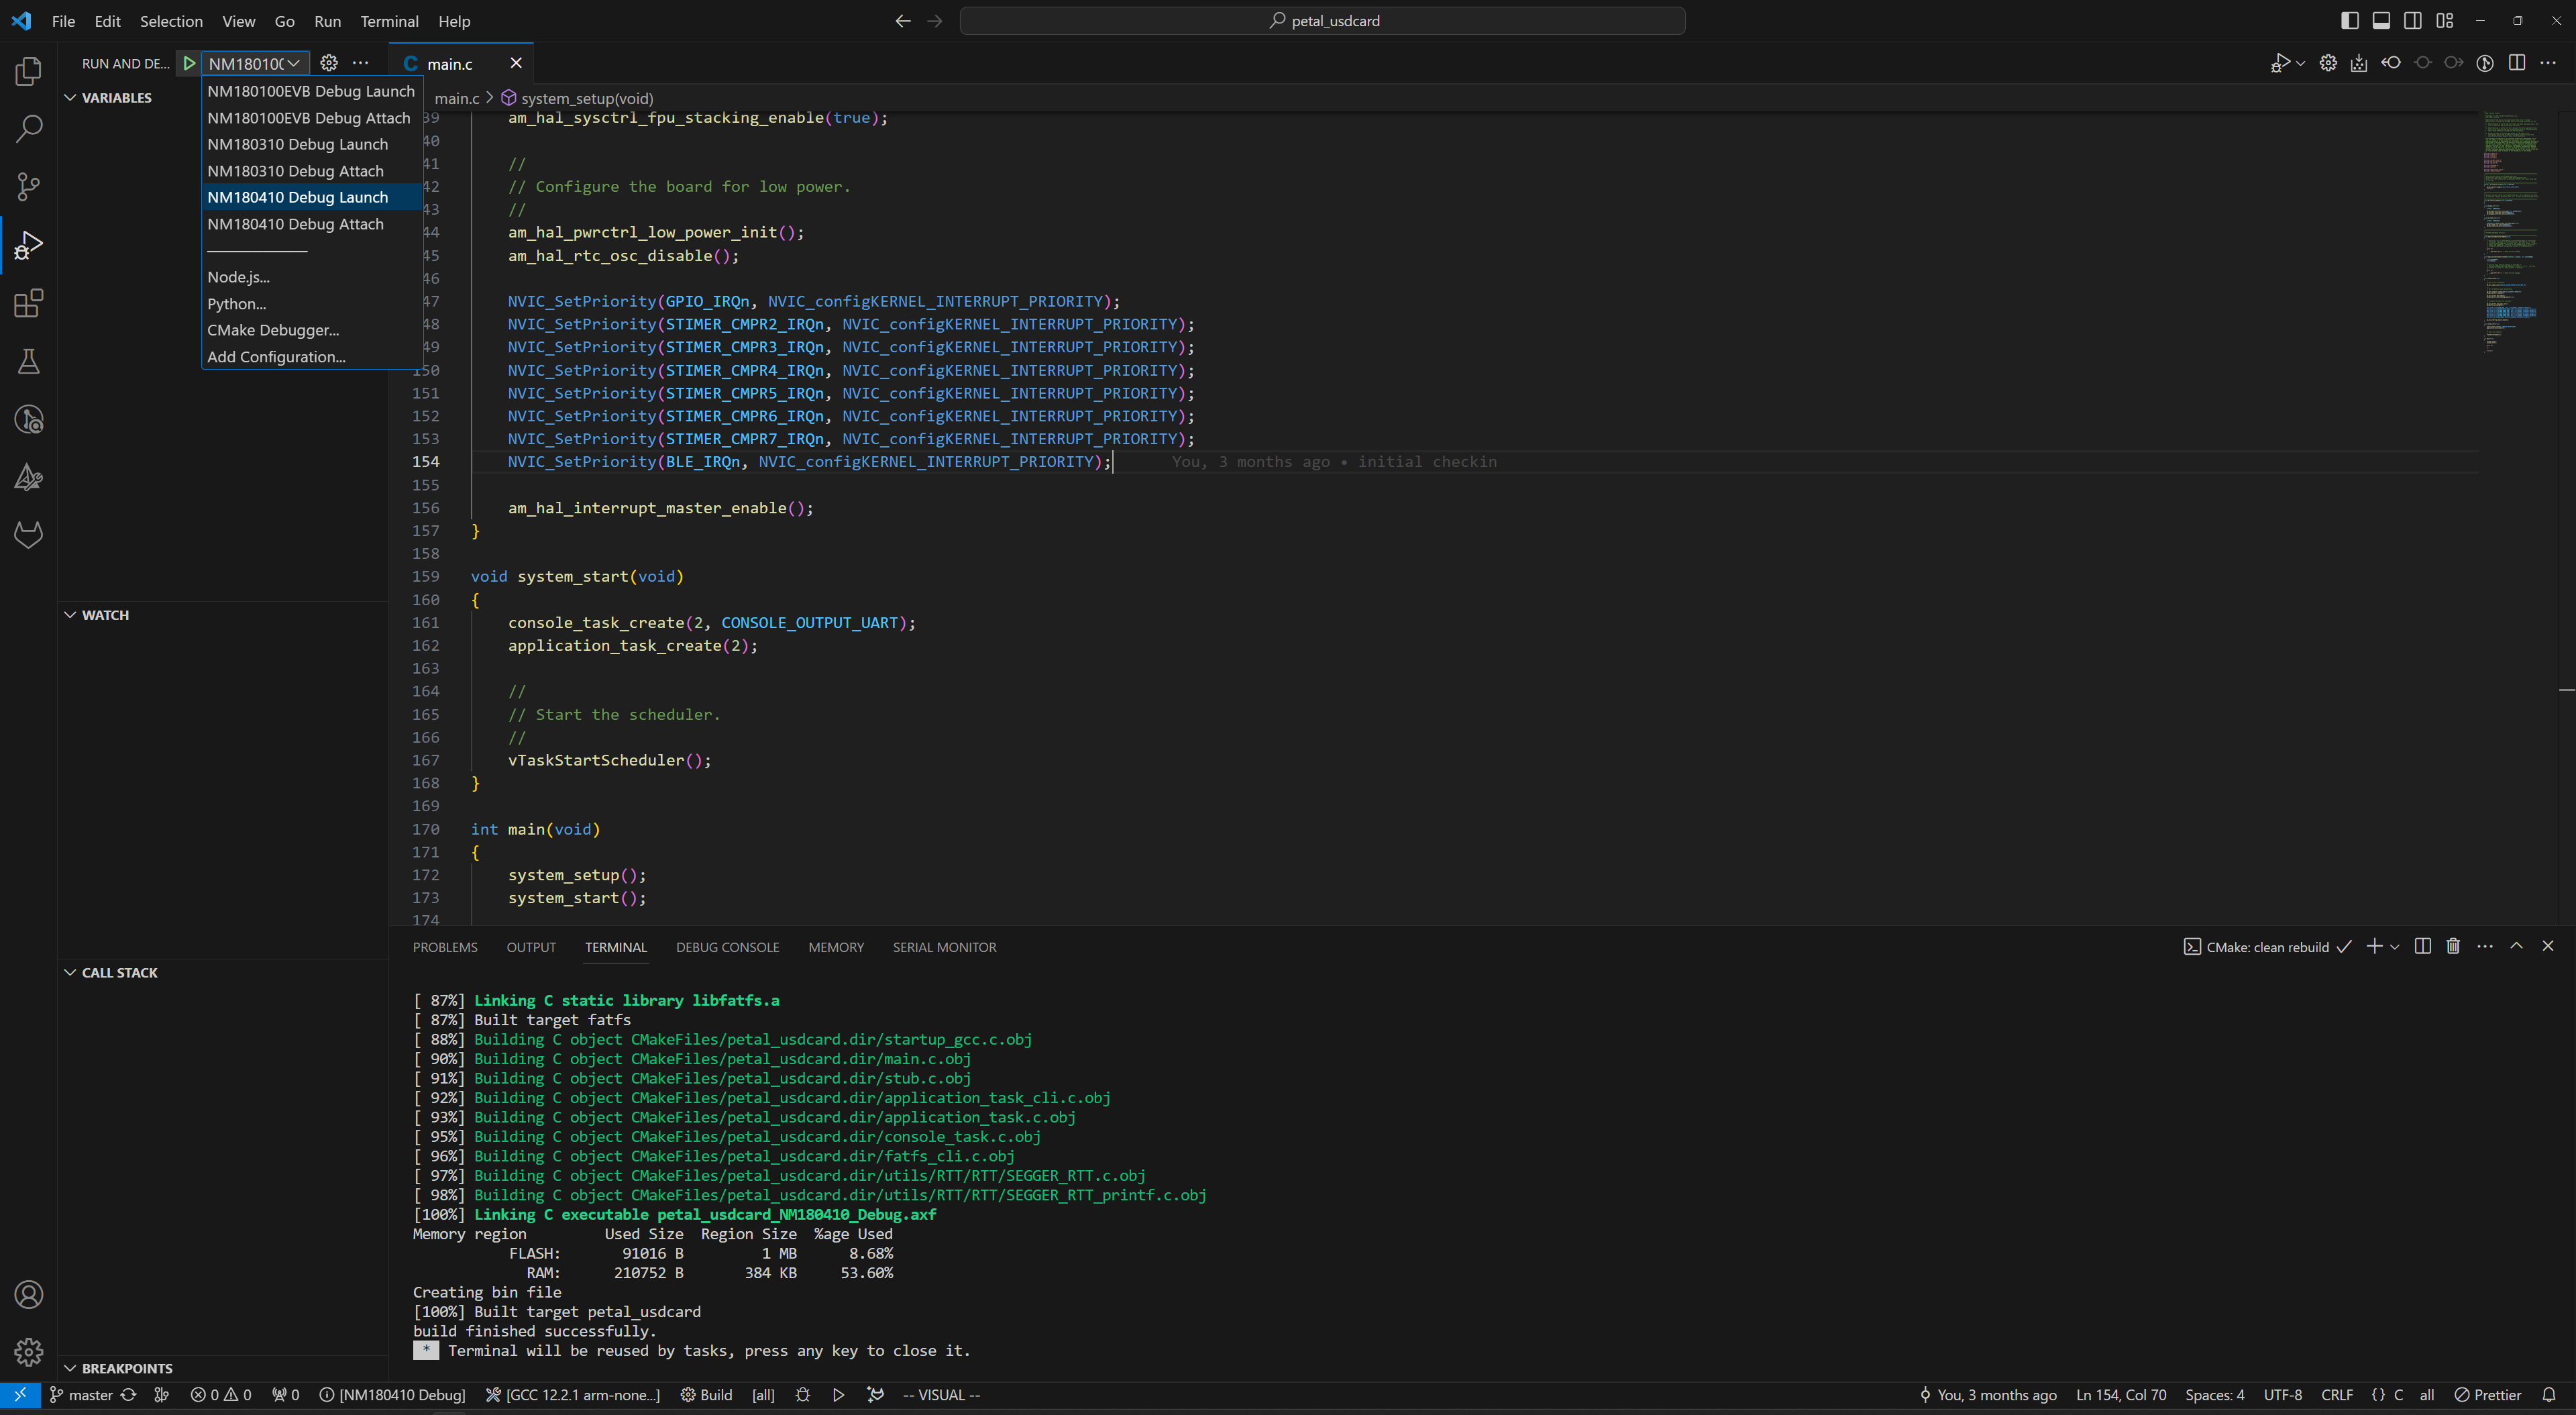 File Edit Selection View Go Run Terminal Help
petal_usdcard
RUN AND DE...
NM18010(
main.c
VARIABLES
NM180100EVB Debug Launch
NM180100EVB Debug Attach
NM180310 Debug Launch
NM180310 Debug Attach
NM180410 Debug Launch
NM180410 Debug Attach
Node.js...
Python...
CMake Debugger...
Add Configuration...
WATCH
CALL STACK
BREAKPOINTS
main.c > system_setup(void)
39 am_hal_sysctrl_fpu_stacking_enable(true);
40
41 //
42 // Configure the board for low power.
43 //
44 am_hal_pwrctrl_low_power_init();
45 am_hal_rtc_osc_disable();
46
47 NVIC_SetPriority(GPIO_IRQn, NVIC_configKERNEL_INTERRUPT_PRIORITY);
48 NVIC_SetPriority(STIMER_CMPR2_IRQn, NVIC_configKERNEL_INTERRUPT_PRIORITY);
49 NVIC_SetPriority(STIMER_CMPR3_IRQn, NVIC_configKERNEL_INTERRUPT_PRIORITY);
150 NVIC_SetPriority(STIMER_CMPR4_IRQn, NVIC_configKERNEL_INTERRUPT_PRIORITY);
151 NVIC_SetPriority(STIMER_CMPR5_IRQn, NVIC_configKERNEL_INTERRUPT_PRIORITY);
152 NVIC_SetPriority(STIMER_CMPR6_IRQn, NVIC_configKERNEL_INTERRUPT_PRIORITY);
153 NVIC_SetPriority(STIMER_CMPR7_IRQn, NVIC_configKERNEL_INTERRUPT_PRIORITY);
154 NVIC_SetPriority(BLE_IRQn, NVIC_configKERNEL_INTERRUPT_PRIORITY); You, 3 months ago • initial checkin
155
156 am_hal_interrupt_master_enable();
157 }
158
159 void system_start(void)
160 {
161 console_task_create(2, CONSOLE_OUTPUT_UART);
162 application_task_create(2);
163
164 //
165 // Start the scheduler.
166 //
167 vTaskStartScheduler();
168 }
169
170 int main(void)
171 {
172 system_setup();
173 system_start();
174
PROBLEMS OUTPUT TERMINAL DEBUG CONSOLE MEMORY SERIAL MONITOR
CMake: clean rebuild
[ 87%] Linking C static library libfatfs.a
[ 87%] Built target fatfs
[ 88%] Building C object CMakeFiles/petal_usdcard.dir/startup_gcc.c.obj
[ 90%] Building C object CMakeFiles/petal_usdcard.dir/main.c.obj
[ 91%] Building C object CMakeFiles/petal_usdcard.dir/stub.c.obj
[ 92%] Building C object CMakeFiles/petal_usdcard.dir/application_task_cli.c.obj
[ 93%] Building C object CMakeFiles/petal_usdcard.dir/application_task.c.obj
[ 95%] Building C object CMakeFiles/petal_usdcard.dir/console_task.c.obj
[ 96%] Building C object CMakeFiles/petal_usdcard.dir/fatfs_cli.c.obj
[ 97%] Building C object CMakeFiles/petal_usdcard.dir/utils/RTT/RTT/SEGGER_RTT.c.obj
[ 98%] Building C object CMakeFiles/petal_usdcard.dir/utils/RTT/RTT/SEGGER_RTT_printf.c.obj
[100%] Linking C executable petal_usdcard_NM180410_Debug.axf
Memory region Used Size Region Size %age Used
FLASH: 91016 B 1 MB 8.68%
RAM: 210752 B 384 KB 53.60%
Creating bin file
[100%] Built target petal_usdcard
build finished successfully.
* Terminal will be reused by tasks, press any key to close it.
master 0 0 0 [NM180410 Debug] [GCC 12.2.1 arm-none...] Build [all] -- VISUAL -- You, 3 months ago Ln 154, Col 70 Spaces: 4 UTF-8 CRLF {} C all Prettier